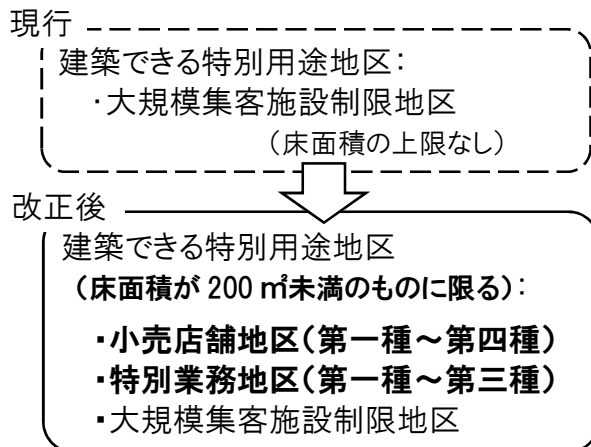 現行
建築できる特別用途地区：
・大規模集客施設制限地区
（床面積の上限なし）
改正後
建築できる特別用途地区
（床面積が 200 ㎡未満のものに限る）：
・小売店舗地区（第一種～第四種）
・特別業務地区（第一種～第三種）
・大規模集客施設制限地区